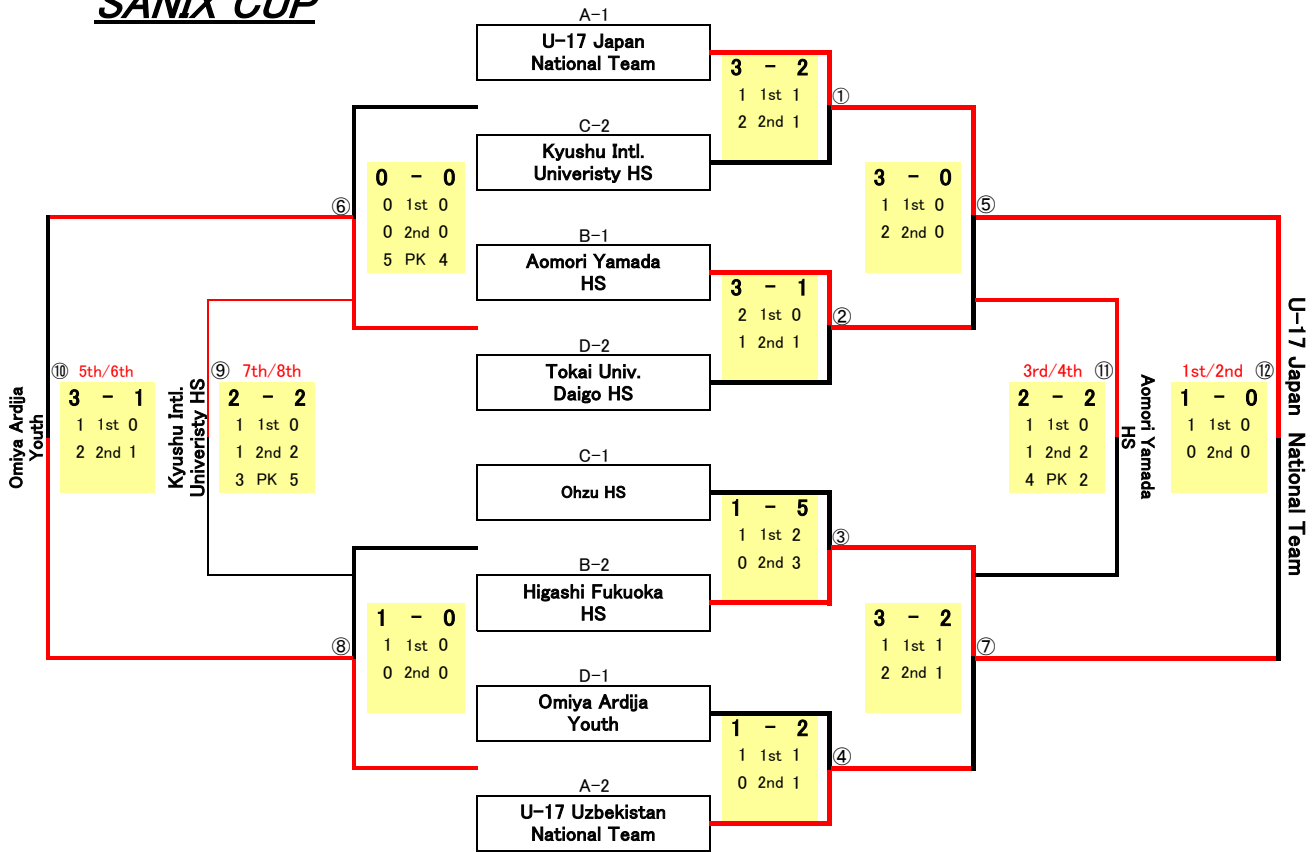 SANIX CUP
A-1
U-17 Japan
National Team
3 - 2
1 1st 1
2 2nd 1
①
C-2
Kyushu Intl.
Univeristy HS
0 - 0
0 1st 0
0 2nd 0
5 PK 4
⑥
3 - 0
1 1st 0
2 2nd 0
⑤
B-1
Aomori Yamada
HS
3 - 1
2 1st 0
1 2nd 1
②
D-2
Tokai Univ.
Daigo HS
⑩ 5th/6th
3 - 1
1 1st 0
2 2nd 1
Omiya Ardija
Youth
⑨ 7th/8th
2 - 2
1 1st 0
1 2nd 2
3 PK 5
Kyushu Intl.
Univeristy HS
3rd/4th ⑪
2 - 2
1 1st 0
1 2nd 2
4 PK 2
Aomori Yamada
HS
1st/2nd ⑫
1 - 0
1 1st 0
0 2nd 0
U-17 Japan National Team
C-1
Ohzu HS
1 - 5
1 1st 2
0 2nd 3
③
B-2
Higashi Fukuoka
HS
1 - 0
1 1st 0
0 2nd 0
⑧
3 - 2
1 1st 1
2 2nd 1
⑦
D-1
Omiya Ardija
Youth
1 - 2
1 1st 1
0 2nd 1
④
A-2
U-17 Uzbekistan
National Team